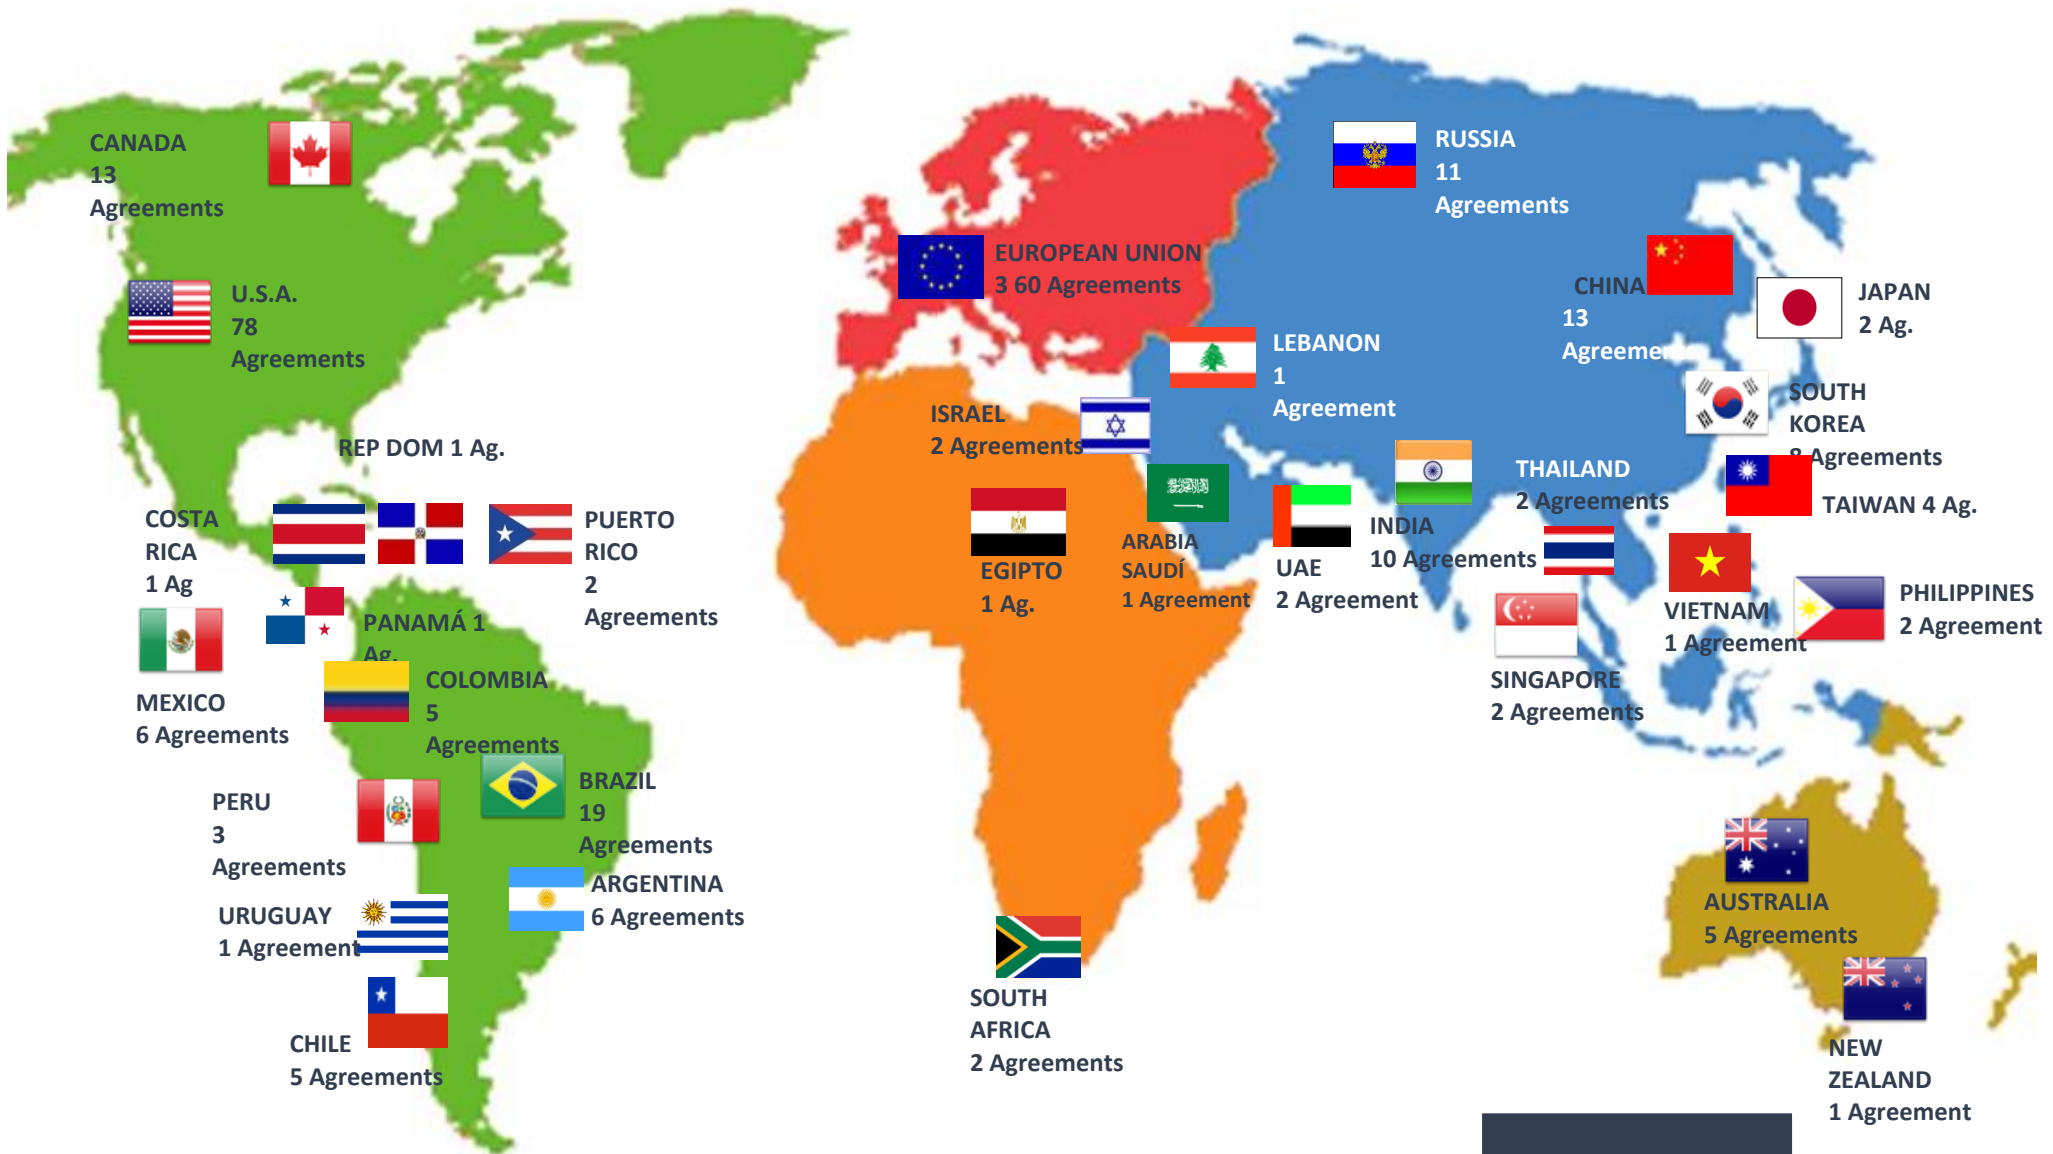 CANADA
13
Agreements
U.S.A.
78
Agreements
REP DOM 1 Ag.
COSTA
RICA
1 Ag
PUERTO
RICO
2
Agreements
PANAMÁ 1
Ag.
MEXICO
6 Agreements
COLOMBIA
5
Agreements
BRAZIL
19
Agreements
PERU
3
Agreements
ARGENTINA
6 Agreements
URUGUAY
1 Agreement
CHILE
5 Agreements
EUROPEAN UNION
3 60 Agreements
RUSSIA
11
Agreements
LEBANON
1
Agreement
ISRAEL
2 Agreements
EGIPTO
1 Ag.
ARABIA
SAUDÍ
1 Agreement
UAE
2 Agreement
INDIA
10 Agreements
THAILAND
2 Agreements
CHINA
13
Agreements
JAPAN
2 Ag.
SOUTH
KOREA
8 Agreements
TAIWAN 4 Ag.
VIETNAM
1 Agreement
PHILIPPINES
2 Agreement
SINGAPORE
2 Agreements
SOUTH
AFRICA
2 Agreements
AUSTRALIA
5 Agreements
NEW
ZEALAND
1 Agreement